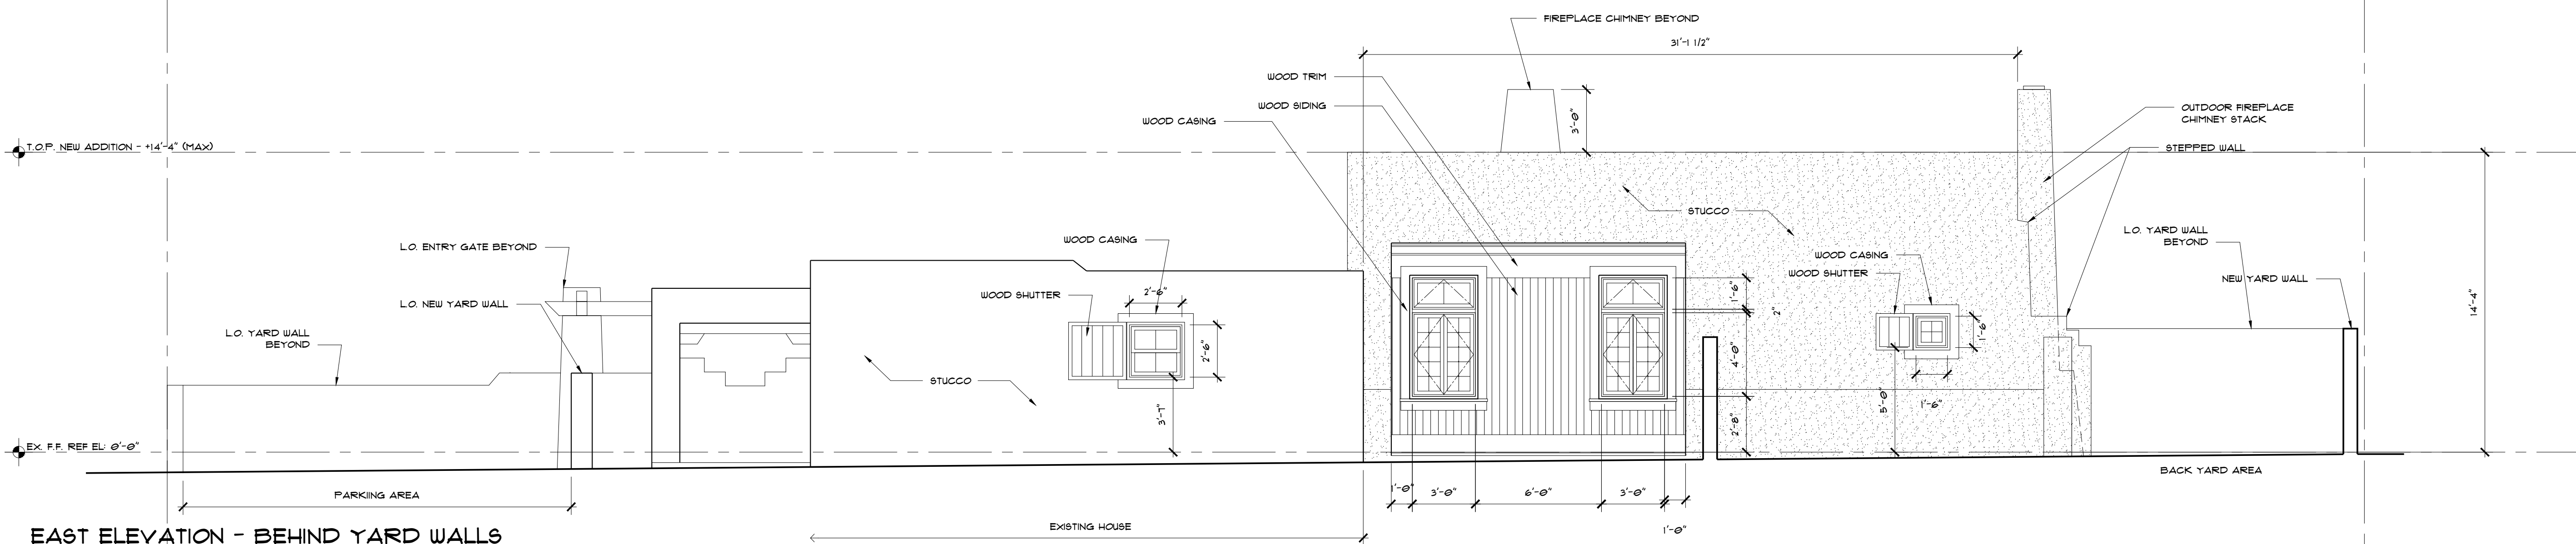 FIREPLACE CHIMNEY BEYOND
31'-1 1/2"
WOOD TRIM
WOOD SIDING
WOOD CASING
3'-0"
OUTDOOR FIREPLACE
CHIMNEY STACK
STEPPED WALL
T.O.P. NEW ADDITION - +14'-4" (MAX)
STUCCO
L.O. YARD WALL
BEYOND
L.O. ENTRY GATE BEYOND
WOOD CASING
WOOD CASING
WOOD SHUTTER
NEW YARD WALL
L.O. NEW YARD WALL
WOOD SHUTTER
2'-6"
1'-6"
2"
1'-6"
14'-4"
L.O. YARD WALL
BEYOND
2'-6"
4'-0"
STUCCO
3'-7"
5'-0"
1'-6"
2'-8"
EX. F.F. REF EL: 0'-0"
BACK YARD AREA
PARKIING AREA
1'-0"
3'-0"
6'-0"
3'-0"
1'-0"
EXISTING HOUSE
EAST ELEVATION - BEHIND YARD WALLS